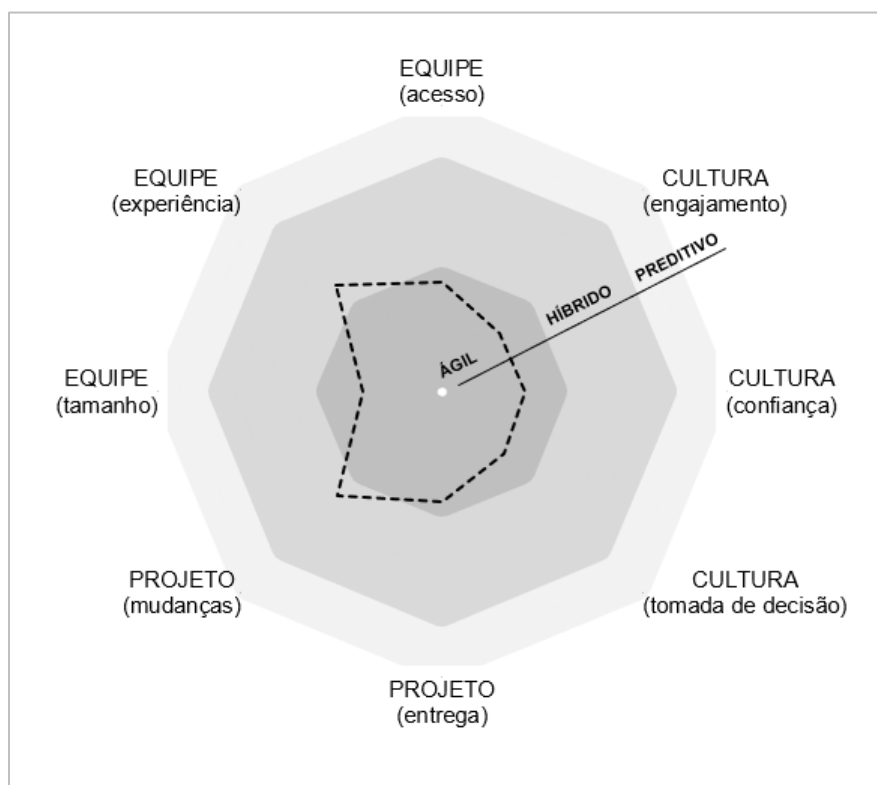 EQUIPE
(acesso)
EQUIPE
(experiência)
CULTURA
(engajamento)
PREDITIVO
HÍBRIDO
ÁGIL
EQUIPE
(tamanho)
CULTURA
(confiança)
PROJETO
(mudanças)
CULTURA
(tomada de decisão)
PROJETO
(entrega)